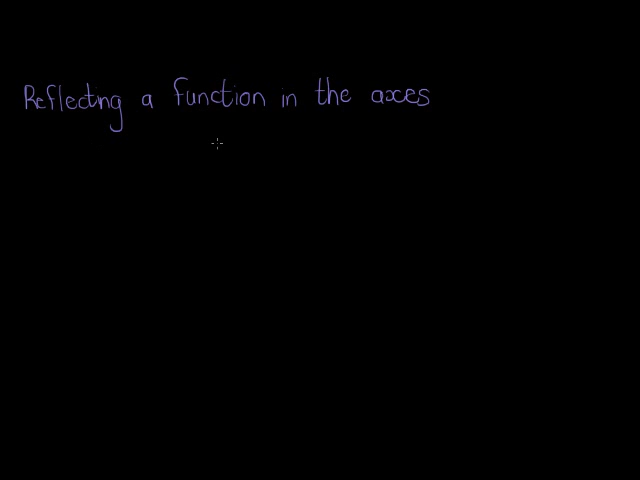 Reflecting a function in the axes